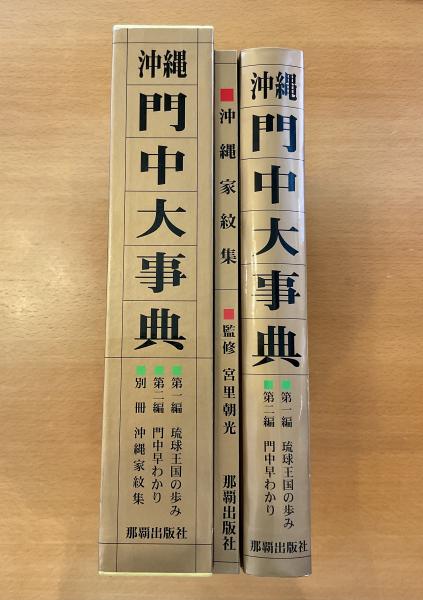 沖縄
門中大事典
第一編 琉球王国の歩み
第二編 門中早わかり
別冊 沖縄家紋集
那覇出版社
沖縄家紋集
監修 宮里朝光
那覇出版社
沖縄
門中大事典
第一編 琉球王国の歩み
第二編 門中早わかり
那覇出版社